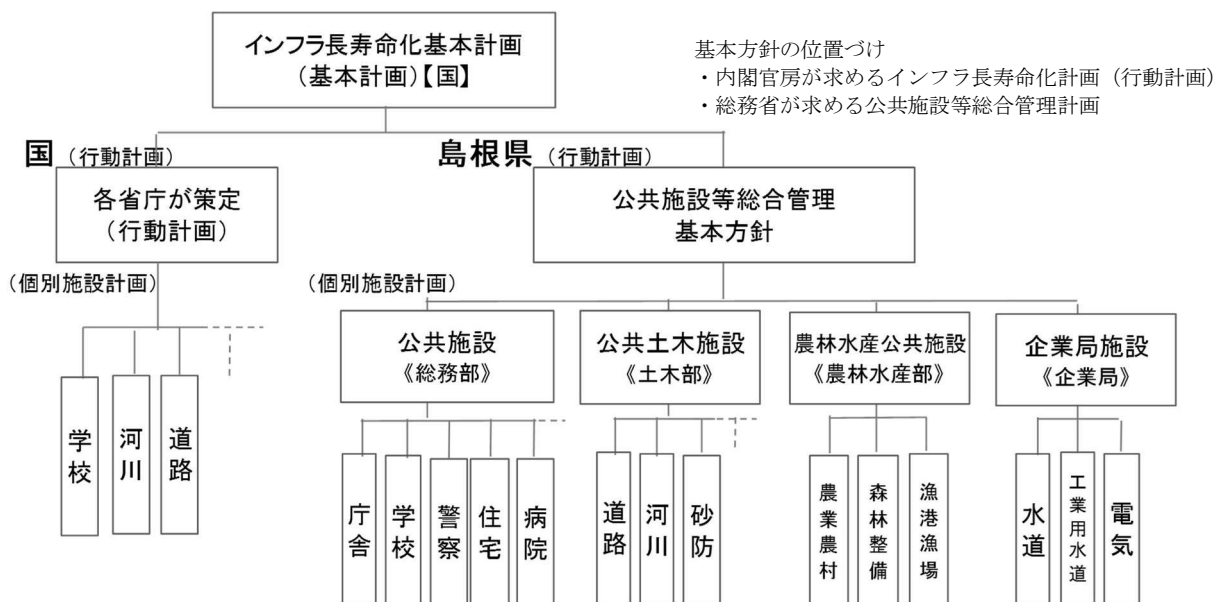 インフラ長寿命化基本計画
(基本計画)【国】
基本方針の位置づけ
・内閣官房が求めるインフラ長寿命化計画(行動計画)
・総務省が求める公共施設等総合管理計画
国(行動計画)
島根県(行動計画)
各省庁が策定
(行動計画)
公共施設等総合管理
基本方針
(個別施設計画)
(個別施設計画)
学校
河川
道路
公共施設
《総務部》
公共土木施設
《土木部》
農林水産公共施設
《農林水産部》
企業局施設
《企業局》
庁舎
学校
警察
住宅
病院
道路
河川
砂防
農業農村
森林整備
漁港漁場
水道
工業用水道
電気